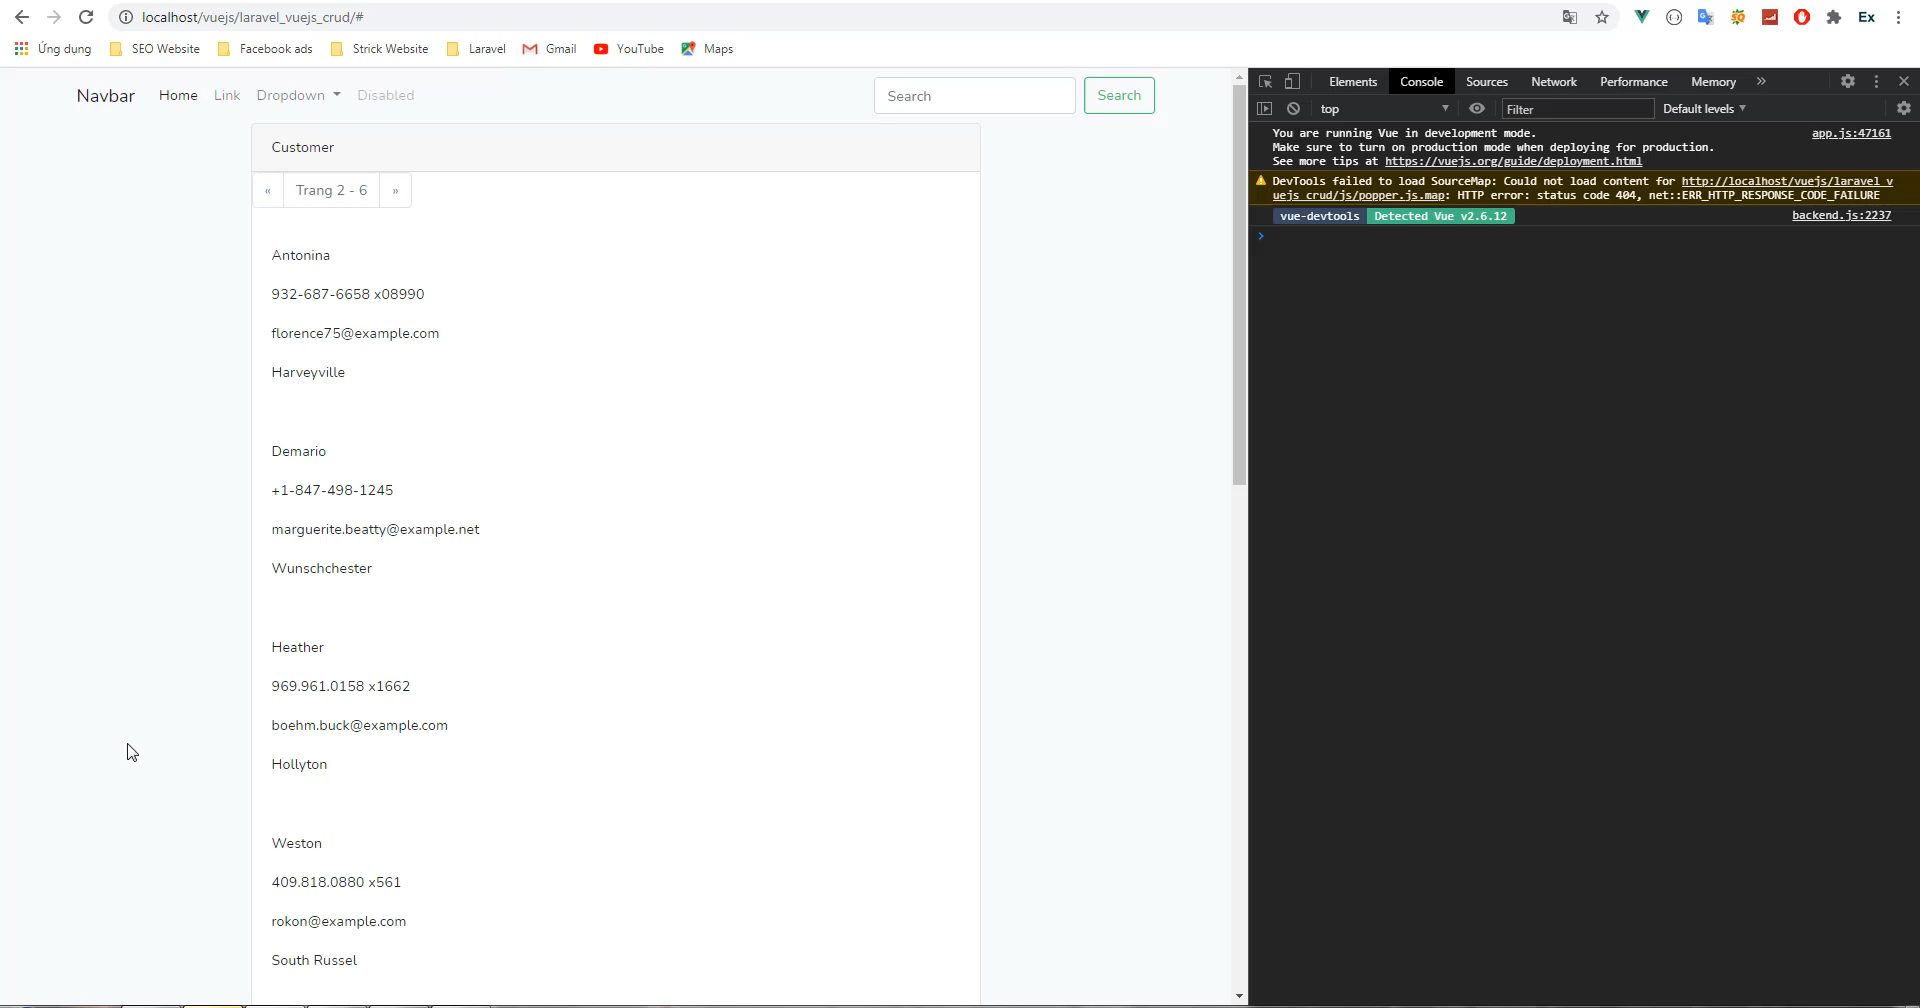 localhost/vuejs/laravel_vuejs_crud/#
Ex
Ứng dụng SEO Website Facebook ads Strick Website Laravel Gmail YouTube Maps
Navbar Home Link Dropdown Disabled Search Search
Customer
« Trang 2 - 6 »
Antonina
932-687-6658 x08990
florence75@example.com
Harveyville
Demario
+1-847-498-1245
marguerite.beatty@example.net
Wunschchester
Heather
969.961.0158 x1662
boehm.buck@example.com
Hollyton
Weston
409.818.0880 x561
rokon@example.com
South Russel
Elements Console Sources Network Performance Memory »
top Filter Default levels
You are running Vue in development mode. app.js:47161
Make sure to turn on production mode when deploying for production.
See more tips at https://vuejs.org/guide/deployment.html
DevTools failed to load SourceMap: Could not load content for http://localhost/vuejs/laravel_v
uejs_crud/js/popper.js.map: HTTP error: status code 404, net::ERR_HTTP_RESPONSE_CODE_FAILURE
vue-devtools Detected Vue v2.6.12 backend.js:2237